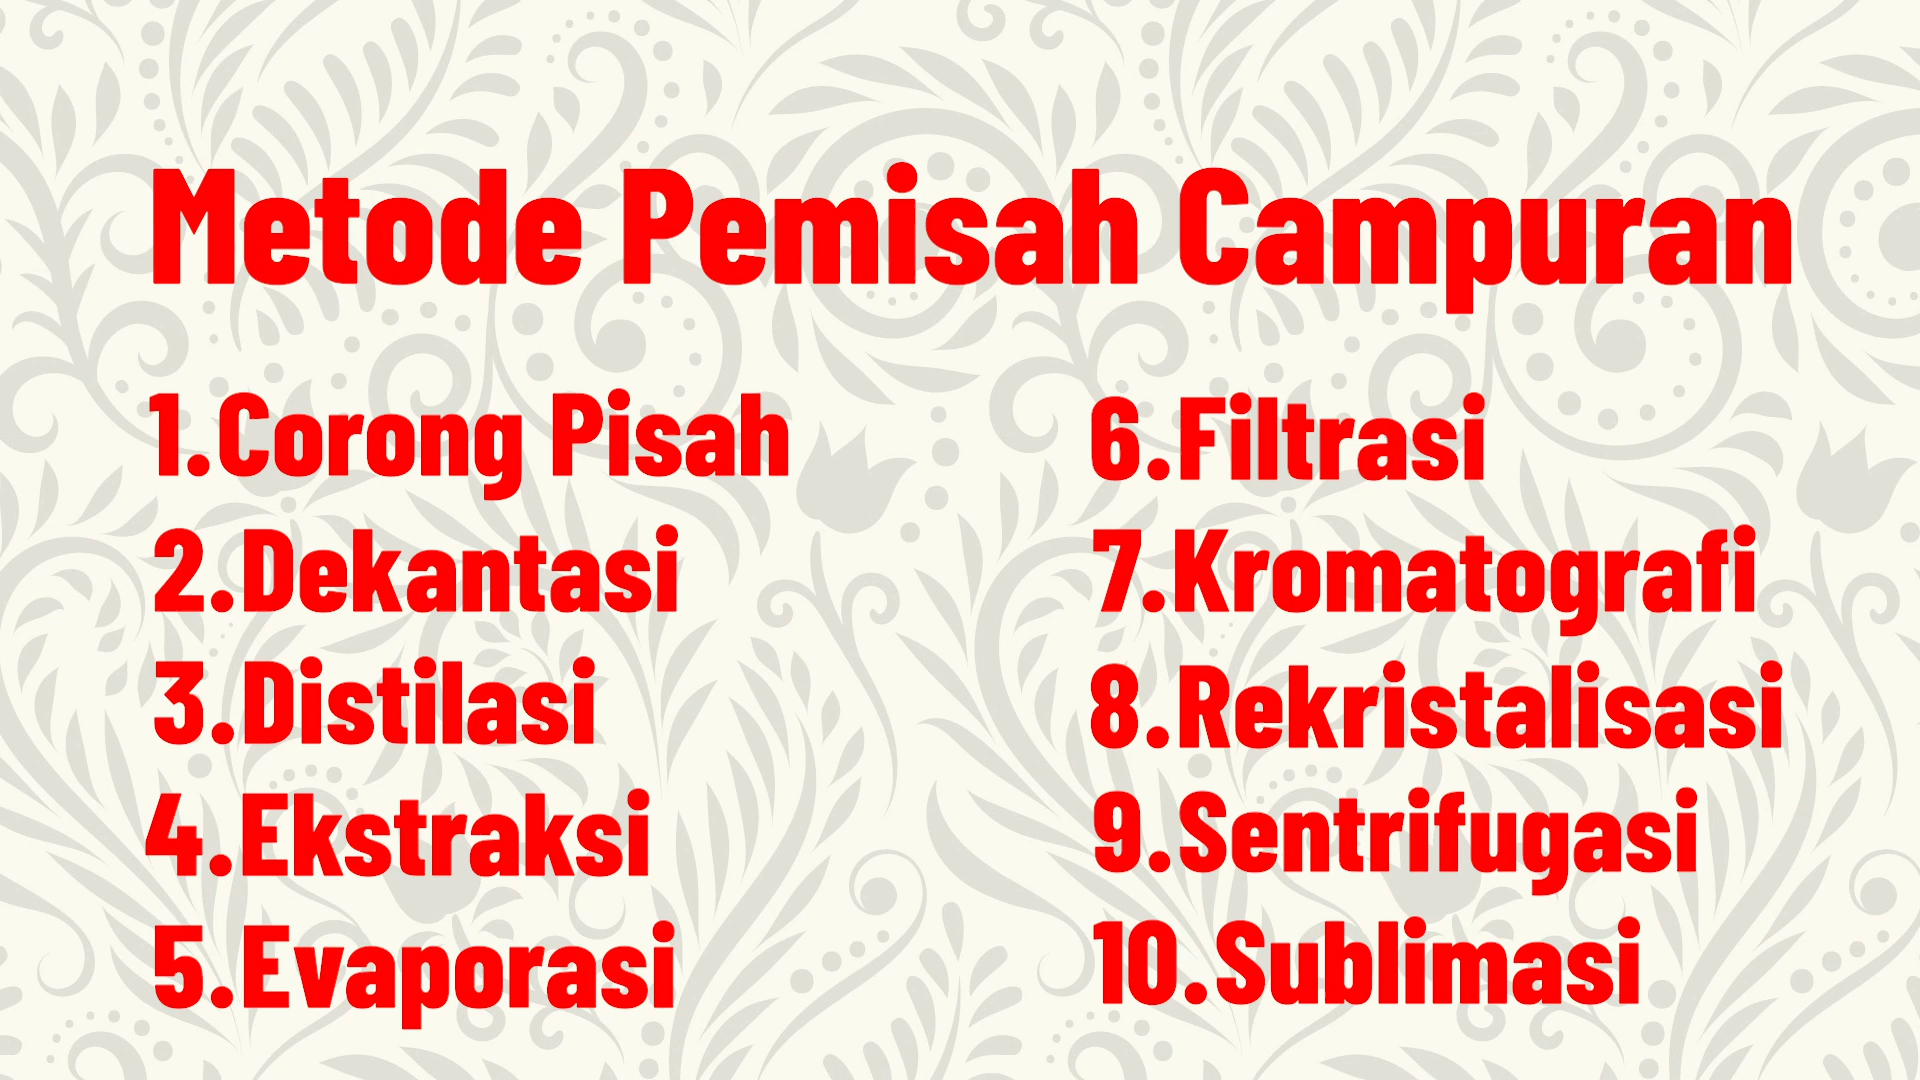 Metode Pemisah Campuran
1.Corong Pisah
2.Dekantasi
3.Distilasi
4.Ekstraksi
5.Evaporasi
6.Filtrasi
7.Kromatografi
8.Rekristalisasi
9.Sentrifugasi
10.Sublimasi